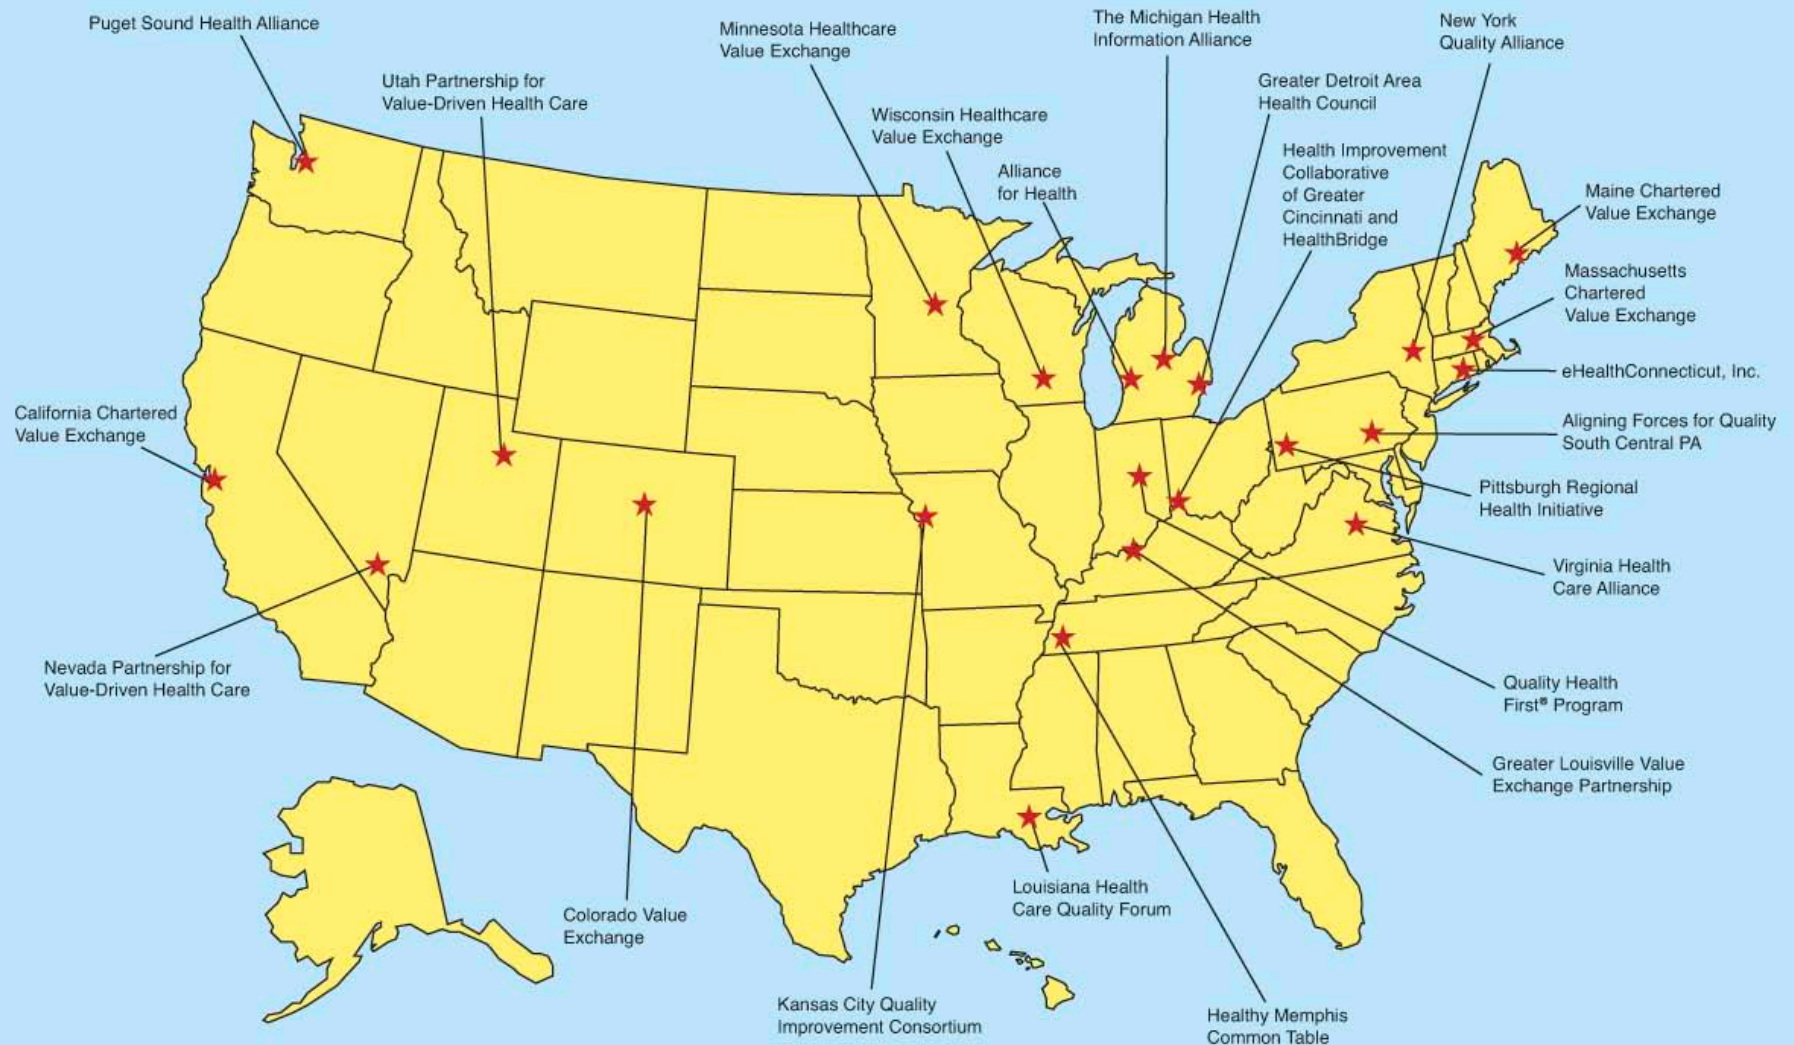 Puget Sound Health Alliance
Utah Partnership for
Value-Driven Health Care
Minnesota Healthcare
Value Exchange
Wisconsin Healthcare
Value Exchange
Alliance
for Health
The Michigan Health
Information Alliance
Greater Detroit Area
Health Council
Health Improvement
Collaborative
of Greater
Cincinnati and
HealthBridge
New York
Quality Alliance
Maine Chartered
Value Exchange
Massachusetts
Chartered
Value Exchange
eHealthConnecticut, Inc.
Aligning Forces for Quality
South Central PA
Pittsburgh Regional
Health Initiative
Virginia Health
Care Alliance
Quality Health
First® Program
Greater Louisville Value
Exchange Partnership
Healthy Memphis
Common Table
Louisiana Health
Care Quality Forum
Kansas City Quality
Improvement Consortium
Colorado Value
Exchange
Nevada Partnership for
Value-Driven Health Care
California Chartered
Value Exchange